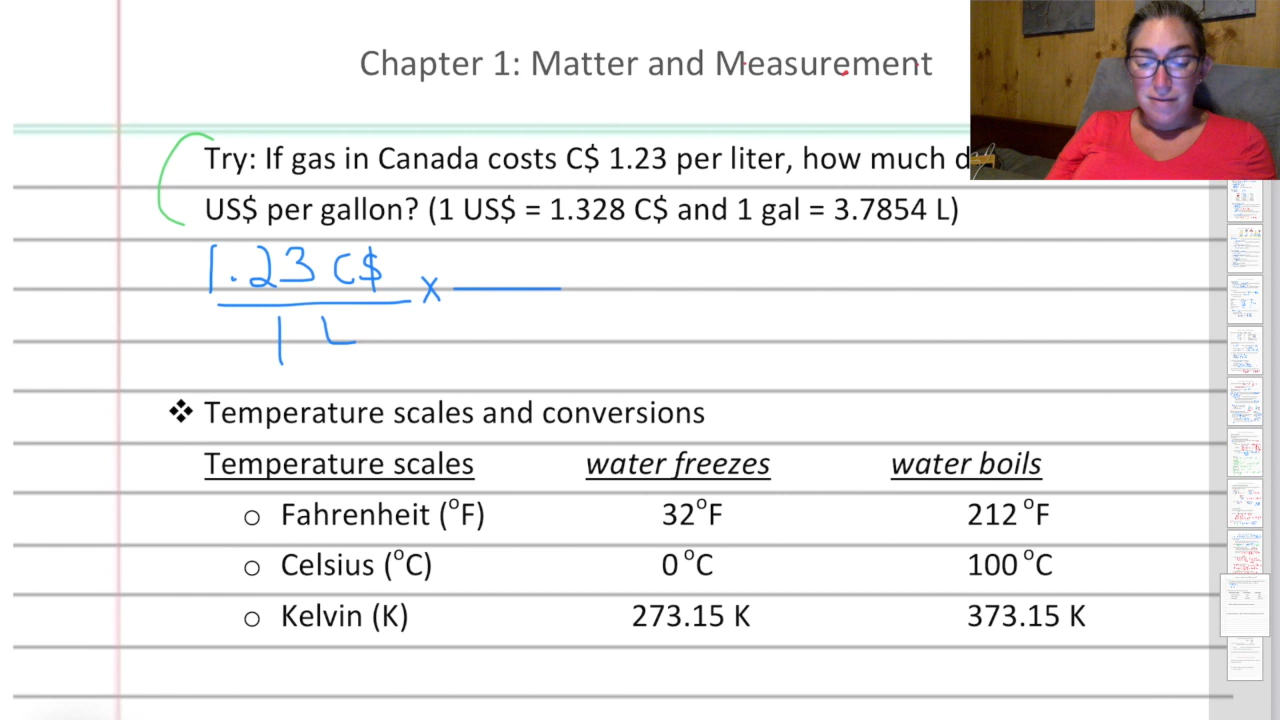 Chapter 1: Matter and Measurement
Try: If gas in Canada costs C$ 1.23 per liter, how much d
US$ per gallon? (1 US$ = 1.328 C$ and 1 gal = 3.7854 L)
1.23 C$ x
1 L
❖ Temperature scales and conversions
Temperature scales water freezes water boils
○ Fahrenheit (°F) 32°F 212 °F
○ Celsius (°C) 0 °C 100 °C
○ Kelvin (K) 273.15 K 373.15 K